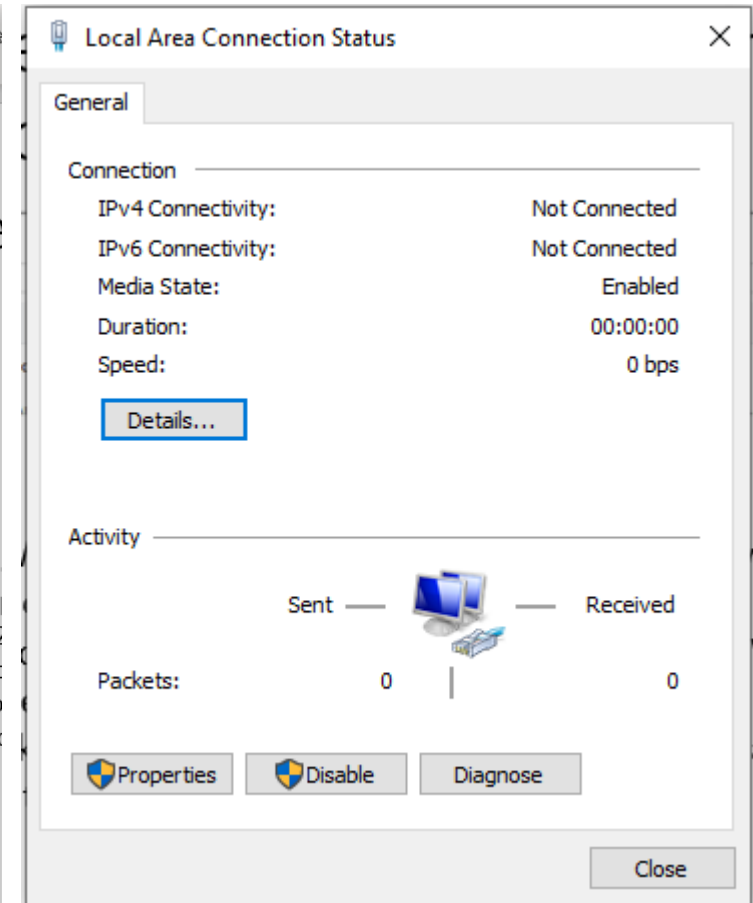 Local Area Connection Status
General
Connection
IPv4 Connectivity: Not Connected
IPv6 Connectivity: Not Connected
Media State: Enabled
Duration: 00:00:00
Speed: 0 bps
Details...
Activity
Sent Received
Packets: 0 0
Properties Disable Diagnose
Close